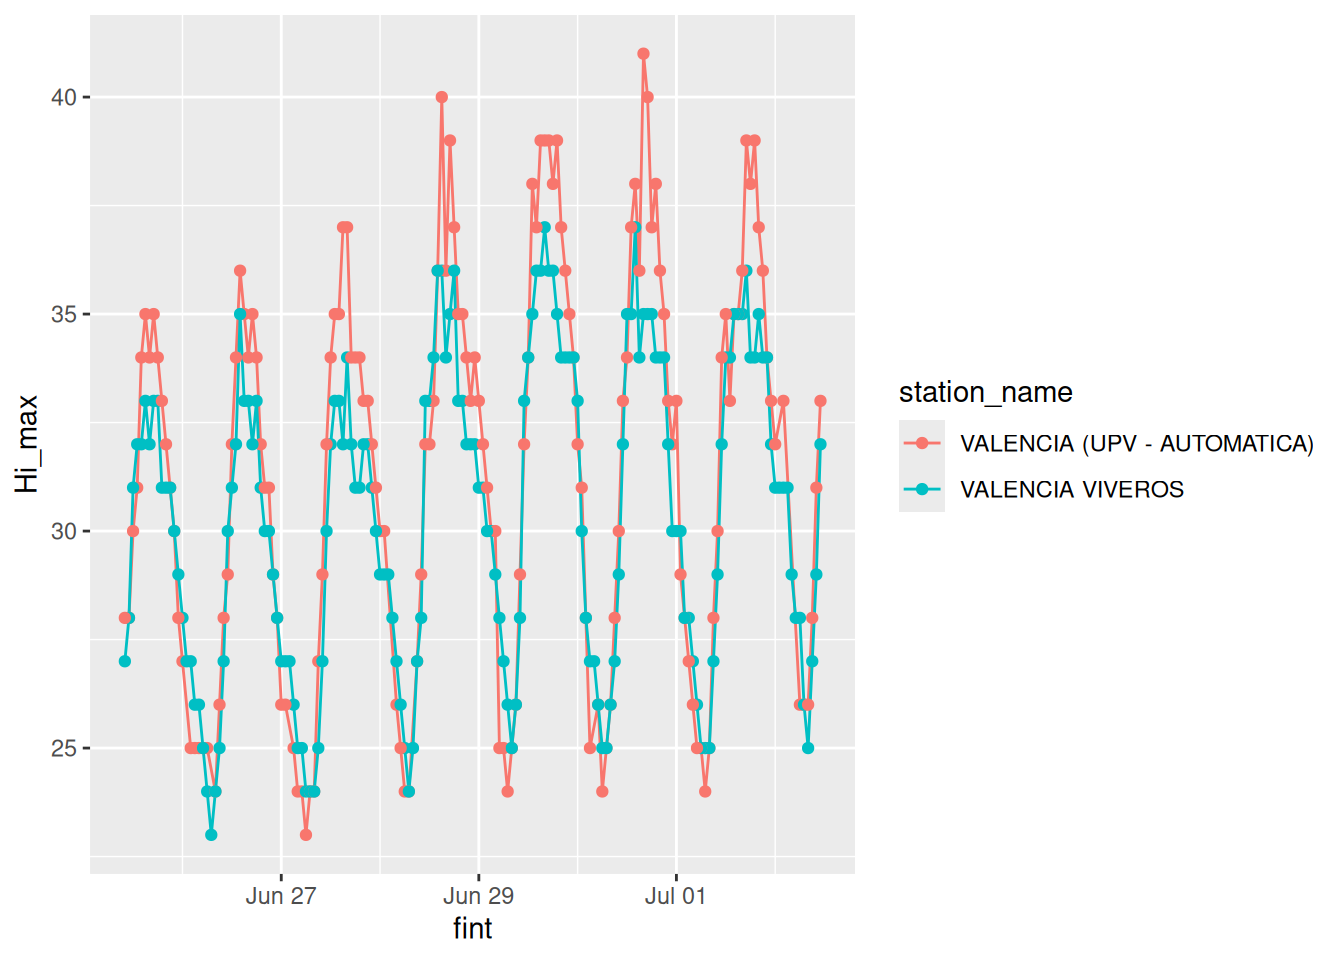 Hi_max
40
35
30
25
Jun 27
Jun 29
Jul 01
fint
station_name
VALENCIA (UPV - AUTOMATICA)
VALENCIA VIVEROS